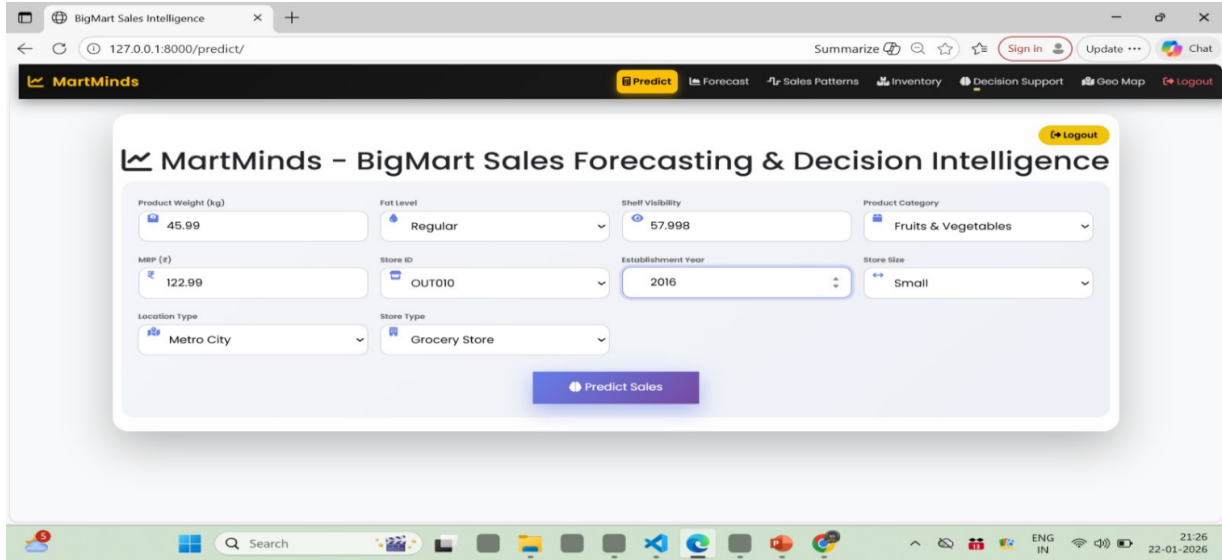 BigMart Sales Intelligence
127.0.0.1:8000/predict/
Summarize
Sign in
Update
Chat
MartMinds
Predict Forecast Sales Patterns Inventory Decision Support Geo Map Logout
Logout
MartMinds - BigMart Sales Forecasting & Decision Intelligence
Product Weight (kg) Fat Level Shelf Visibility Product Category
45.99 Regular 57.998 Fruits & Vegetables
MRP (₹) Store ID Establishment Year Store Size
₹ 122.99 OUT010 2016 Small
Location Type Store Type
Metro City Grocery Store
Predict Sales
5
Search
11
ENG
IN
21:26
22-01-2026